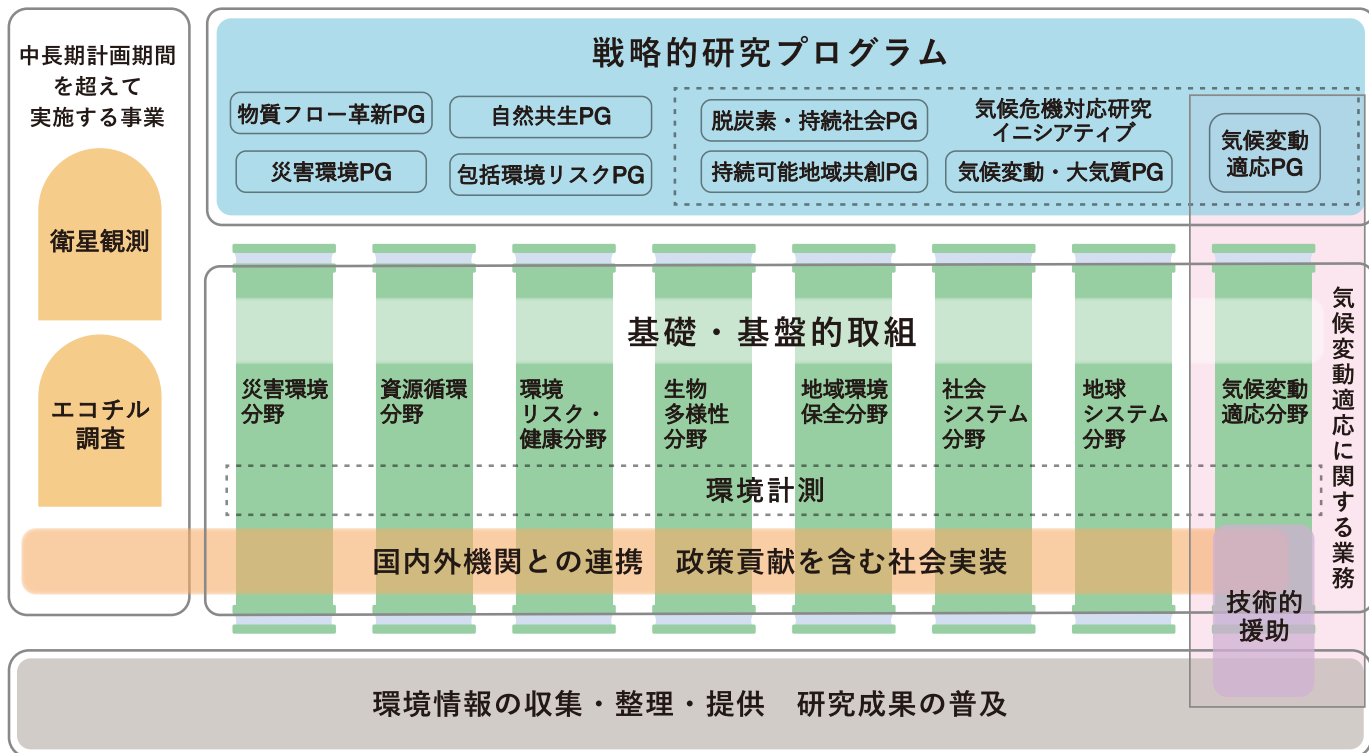 中長期計画期間
を超えて
実施する事業
衛星観測
エコチル
調査
戦略的研究プログラム
物質フロー革新PG
自然共生PG
災害環境PG
包括環境リスクPG
脱炭素・持続社会PG
気候危機対応研究
イニシアティブ
持続可能地域共創PG
気候変動・大気質PG
気候変動
適応PG
基礎・基盤的取組
災害環境
分野
資源循環
分野
環境
リスク・
健康分野
生物
多様性
分野
地域環境
保全分野
社会
システム
分野
地球
システム
分野
気候変動
適応分野
気候変動適応に関する業務
環境計測
国内外機関との連携　政策貢献を含む社会実装
技術的
援助
環境情報の収集・整理・提供　研究成果の普及